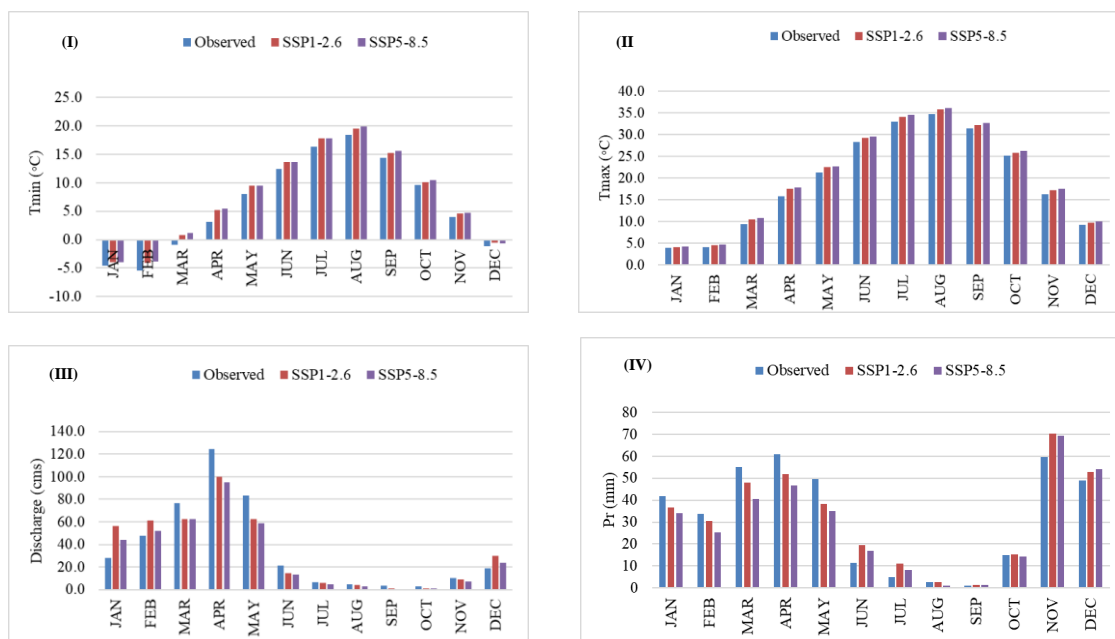 (I)
Observed SSP1-2.6 SSP5-8.5
Tmin (°C)
25.0
20.0
15.0
10.0
5.0
0.0
-5.0
-10.0
JAN FEB MAR APR MAY JUN JUL AUG SEP OCT NOV DEC
(II
Observed SSP1-2.6 SSP5-8.5
Tmax (°C)
40.0
35.0
30.0
25.0
20.0
15.0
10.0
5.0
0.0
JAN FEB MAR APR MAY JUN JUL AUG SEP OCT NOV DEC
(III)
Observed SSP1-2.6 SSP5-8.5
Discharge (cms)
140.0
120.0
100.0
80.0
60.0
40.0
20.0
0.0
JAN FEB MAR APR MAY JUN JUL AUG SEP OCT NOV DEC
(IV)
Observed SSP1-2.6 SSP5-8.5
Pr (mm)
80
70
60
50
40
30
20
10
0
JAN FEB MAR APR MAY JUN JUL AUG SEP OCT NOV DEC